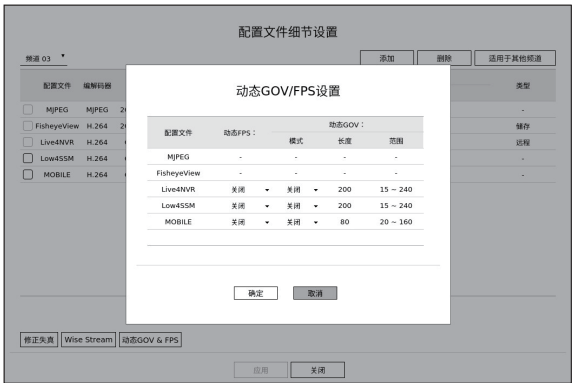 配置文件细节设置
频道 03
添加 删除 适用于其他频道
配置文件 编解码器 类型
MJPEG MJPEG -
FisheyeView H.264 储存
Live4NVR H.264 远程
Low4SSM H.264 -
MOBILE H.264 -
动态GOV/FPS设置
配置文件 动态FPS： 动态GOV：
模式 长度 范围
MJPEG - - - -
FisheyeView - - - -
Live4NVR 关闭 关闭 200 15 ~ 240
Low4SSM 关闭 关闭 200 15 ~ 240
MOBILE 关闭 关闭 80 20 ~ 160
确定 取消
修正失真 Wise Stream 动态GOV & FPS
应用 关闭